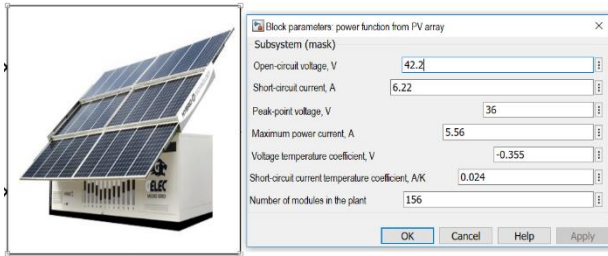 ELEC
Block parameters: power function from PV array
Subsystem (mask)
Open-circuit voltage, V 42.2
Short-circuit current, A 6.22
Peak-point voltage, V 36
Maximum power current, A 5.56
Voltage temperature coefficient, V -0.355
Short-circuit current temperature coefficient, A/K 0.024
Number of modules in the plant 156
OK Cancel Help Apply